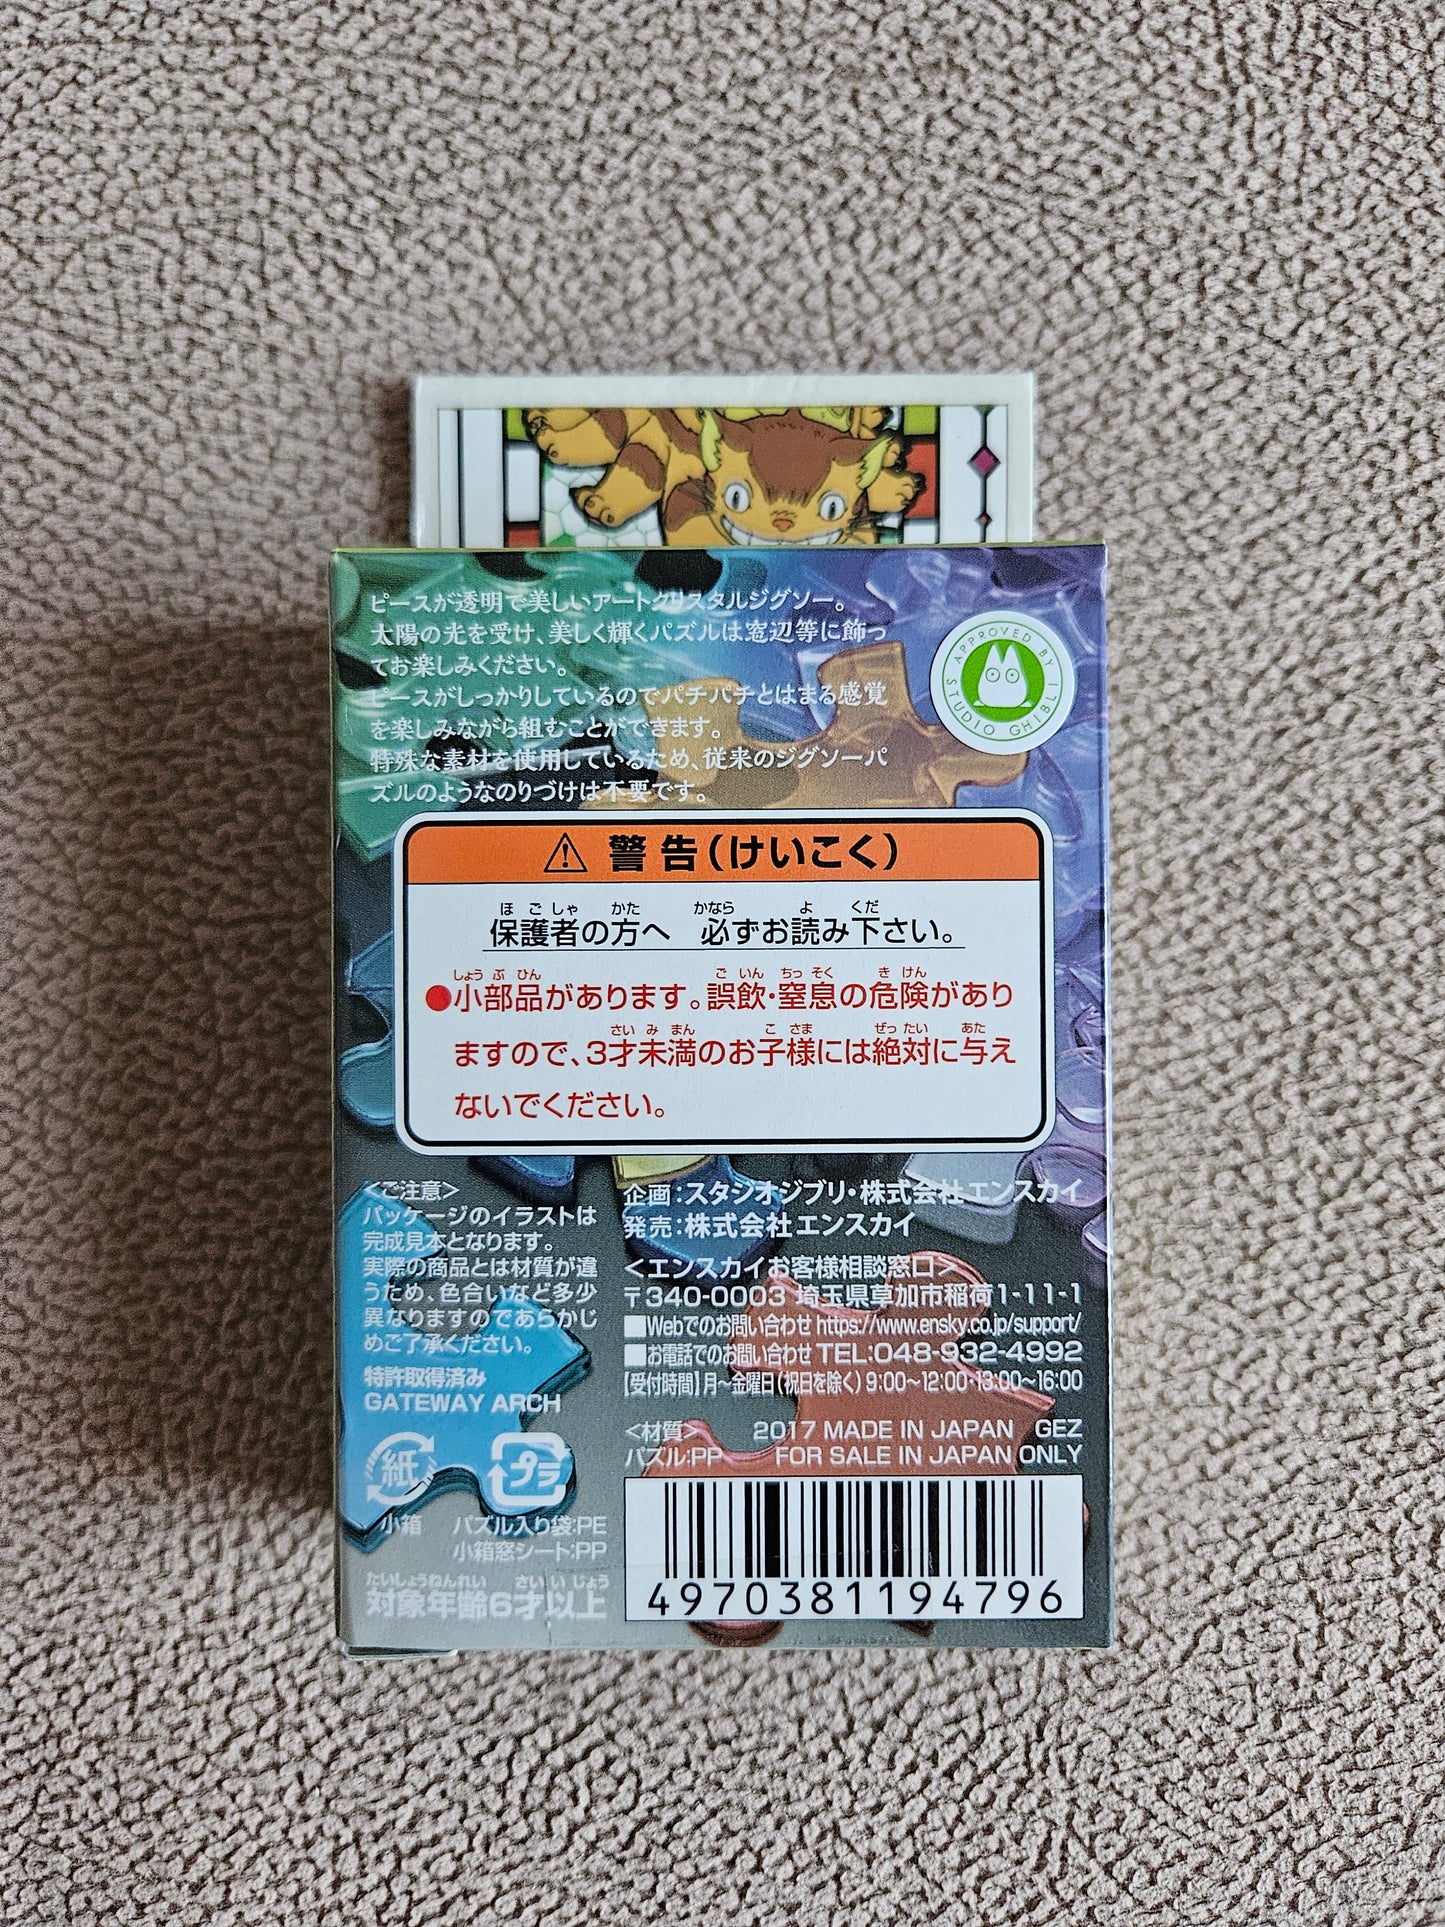 ピースが透明で美しいアートクリスタルジグソー。
太陽の光を受け、美しく輝くパズルは窓辺等に飾っ
てお楽しみください。
ピースがしっかりしているのでパチパチとはまる感覚
を楽しみながら組むことができます。
特殊な素材を使用しているため、従来のジグソーパ
ズルのようなのりづけは不要です。
APPROVED BY STUDIO GHIBLI
警告(けいこく)
ほごしゃ かた かなら よ くだ
保護者の方へ 必ずお読み下さい。
しょう ぶ ひん ご いん ちっ そく き けん
●小部品があります。誤飲・窒息の危険があり
さい み まん こ さま ぜっ たい あた
ますので、3才未満のお子様には絶対に与え
ないでください。
<ご注意>
パッケージのイラストは
完成見本となります。
実際の商品とは材質が違
うため、色合いなど多少
異なりますのであらかじ
めご了承ください。
特許取得済み
GATEWAY ARCH
紙
プラ
小箱
パズル入り袋:PE
小箱窓シート:PP
たいしょうねんれい さい いじょう
対象年齢6才以上
企画:スタジオジブリ・株式会社エンスカイ
発売:株式会社エンスカイ
<エンスカイお客様相談窓口>
〒340-0003 埼玉県草加市稲荷1-11-1
■Webでのお問い合わせ https://www.ensky.co.jp/support/
■お電話でのお問い合わせ TEL:048-932-4992
【受付時間】月~金曜日(祝日を除く)9:00~12:00・13:00~16:00
<材質> 2017 MADE IN JAPAN GEZ
パズル:PP FOR SALE IN JAPAN ONLY
4970381194796